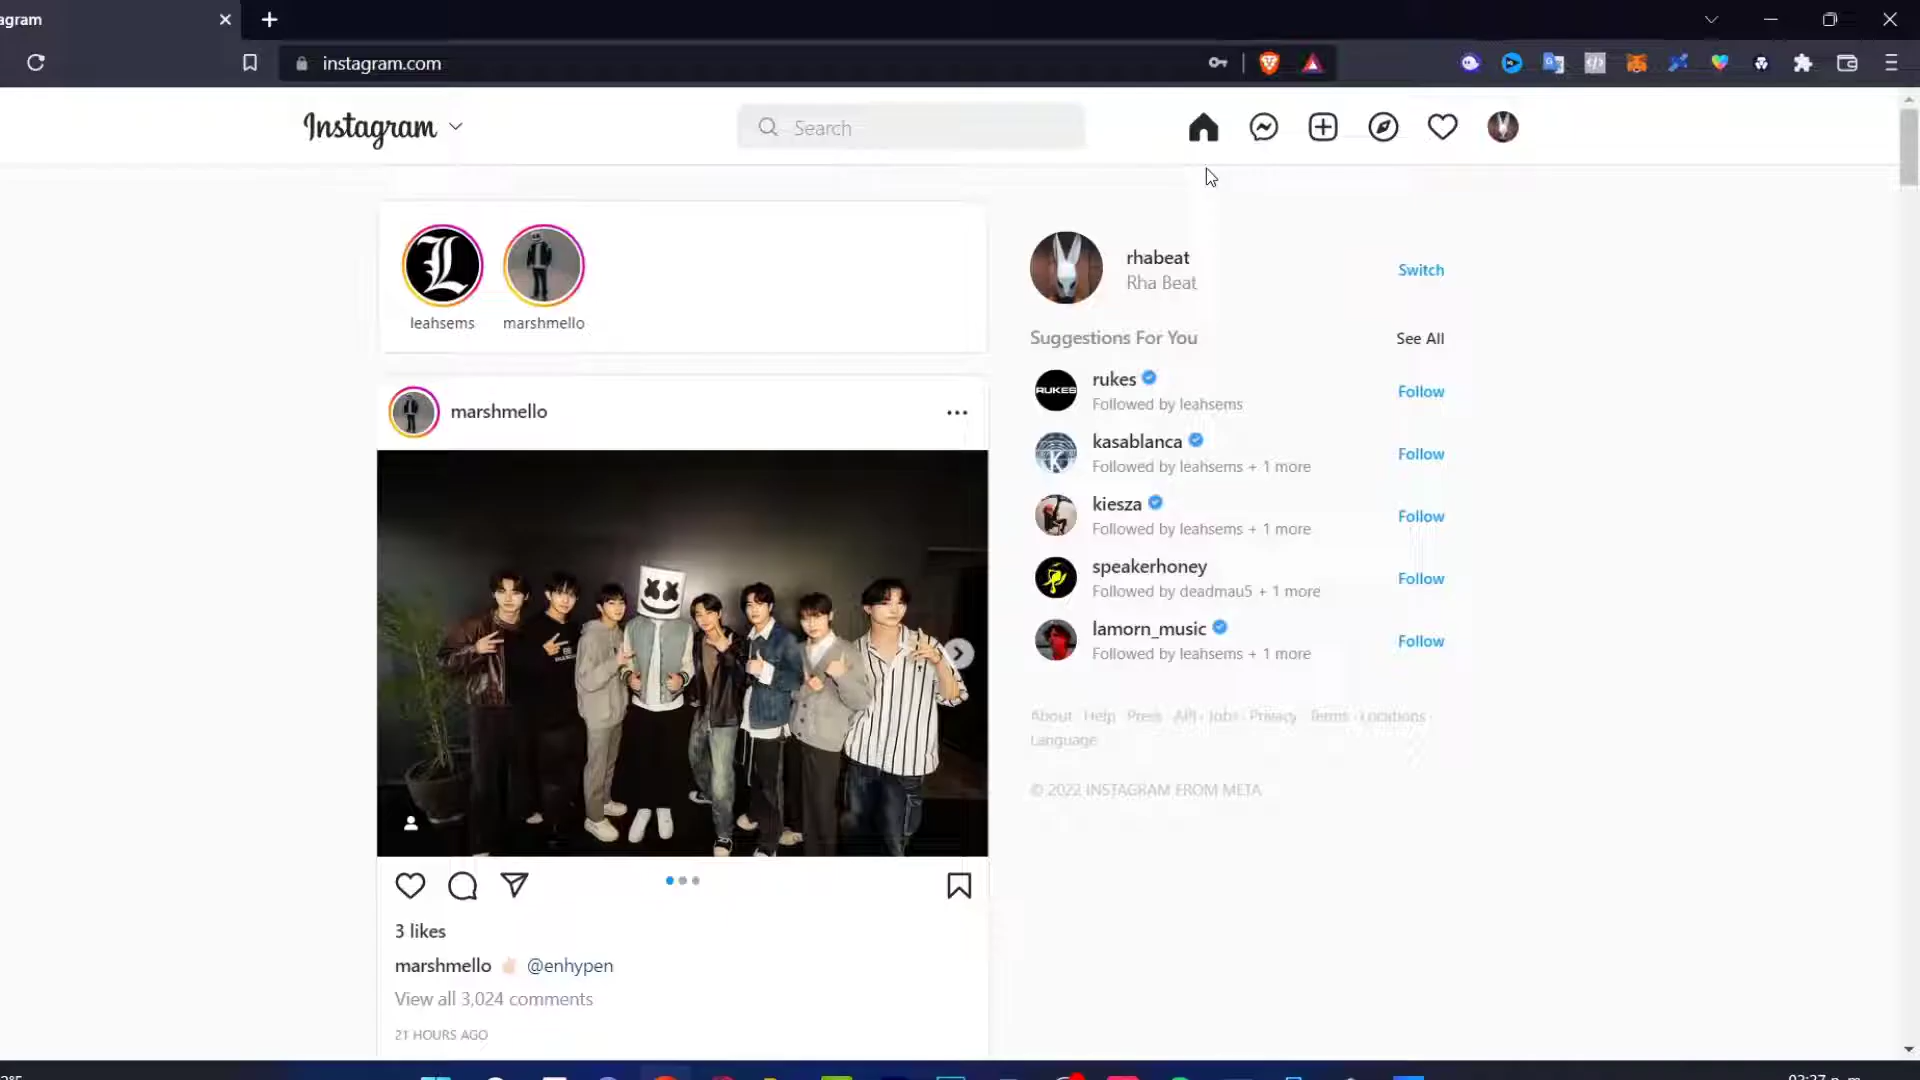 agram
instagram.com
Instagram
Search
leahsems
marshmello
rhabeat
Rha Beat
Switch
Suggestions For You
See All
RUKES
rukes
Followed by leahsems
Follow
kasablanca
Followed by leahsems + 1 more
Follow
kiesza
Followed by leahsems + 1 more
Follow
speakerhoney
Followed by deadmau5 + 1 more
Follow
lamorn_music
Followed by leahsems + 1 more
Follow
About · Help · Press · API · Jobs · Privacy · Terms · Locations ·
Language
© 2022 INSTAGRAM FROM META
marshmello
3 likes
marshmello ✌🏻 @enhypen
View all 3,024 comments
21 HOURS AGO